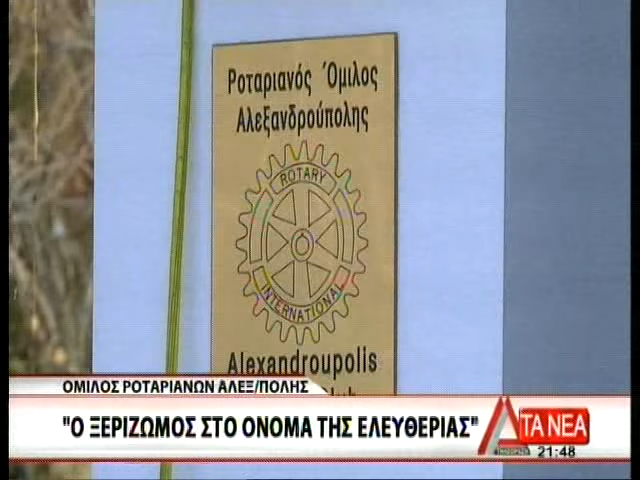 Ροταριανός Όμιλος
Αλεξανδρούπολης
ROTARY
INTERNATIONAL
Alexandroupolis
ΟΜΙΛΟΣ ΡΟΤΑΡΙΑΝΩΝ ΑΛΕΞ/ΠΟΛΗΣ
"Ο ΞΕΡΙΖΩΜΟΣ ΣΤΟ ΟΝΟΜΑ ΤΗΣ ΕΛΕΥΘΕΡΙΑΣ"
ΤΑ ΝΕΑ
21:48